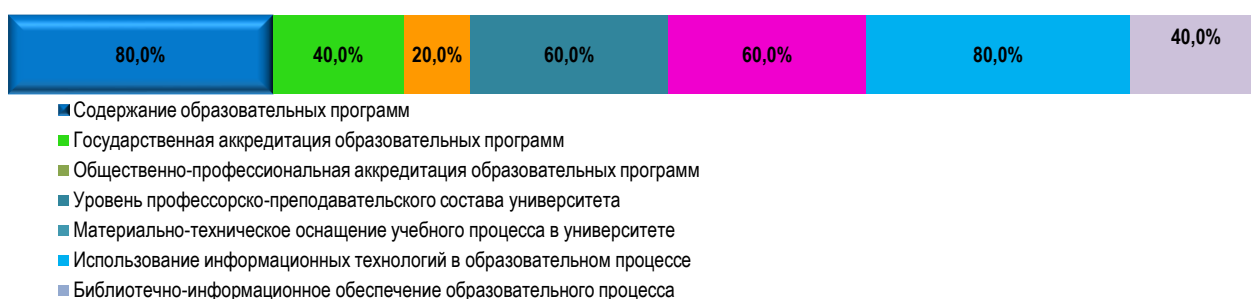 80,0% 40,0% 20,0% 60,0% 60,0% 80,0% 40,0%
Содержание образовательных программ
Государственная аккредитация образовательных программ
Общественно-профессиональная аккредитация образовательных программ
Уровень профессорско-преподавательского состава университета
Материально-техническое оснащение учебного процесса в университете
Использование информационных технологий в образовательном процессе
Библиотечно-информационное обеспечение образовательного процесса